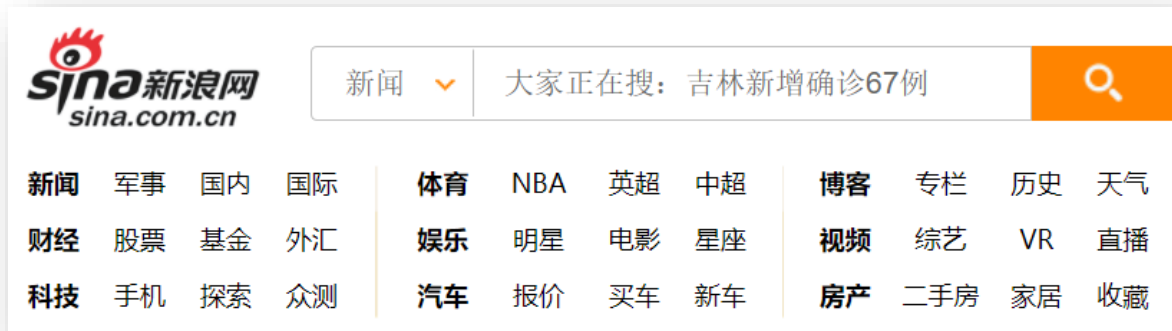 sina新浪网
sina.com.cn
新闻 大家正在搜：吉林新增确诊67例
新闻 军事 国内 国际 体育 NBA 英超 中超 博客 专栏 历史 天气
财经 股票 基金 外汇 娱乐 明星 电影 星座 视频 综艺 VR 直播
科技 手机 探索 众测 汽车 报价 买车 新车 房产 二手房 家居 收藏